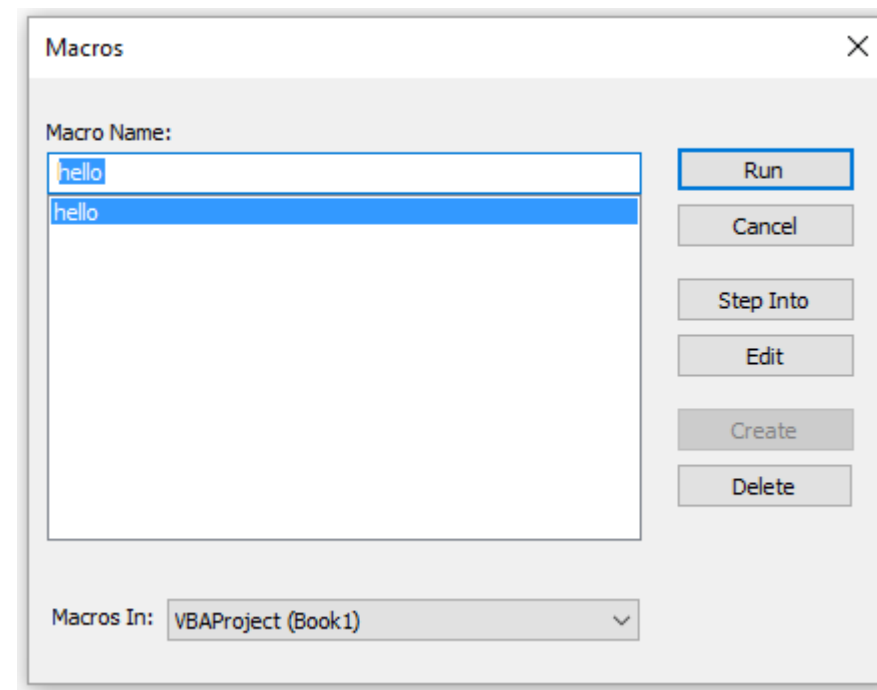 Macros
Macro Name:
hello
hello
Run
Cancel
Step Into
Edit
Create
Delete
Macros In: VBAProject (Book1)